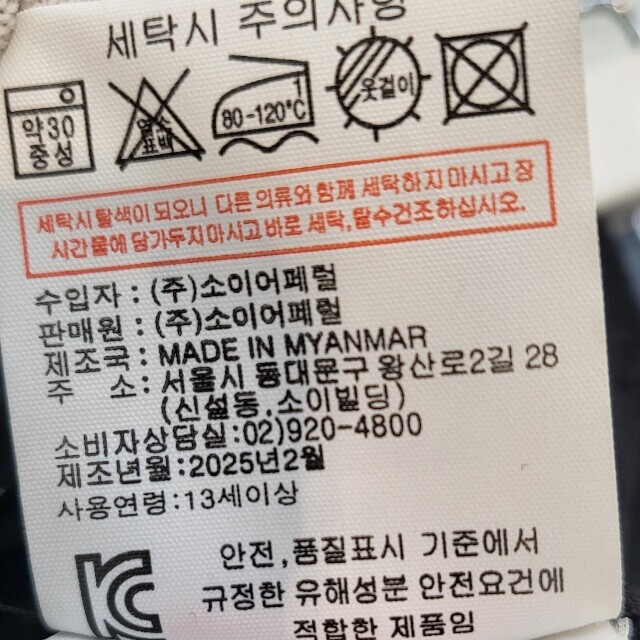 세탁시 주의사항
약30
중성
염소
표백
1
80-120℃
옷걸이
세탁시 탈색이 되오니 다른 의류와 함께 세탁하지 마시고 장
시간 물에 담가두지 마시고 바로 세탁,탈수건조 하십시오.
수입자 : (주)소이어페럴
판매원 : (주)소이어페럴
제조국 : MADE IN MYANMAR
주 소: 서울시 동대문구 왕산로2길 28
(신설동,소이빌딩)
소비자상담실:02)920-4800
제조년월:2025년2월
사용연령:13세이상
안전,품질표시 기준에서
규정한 유해성분 안전요건에
적합한 제품임